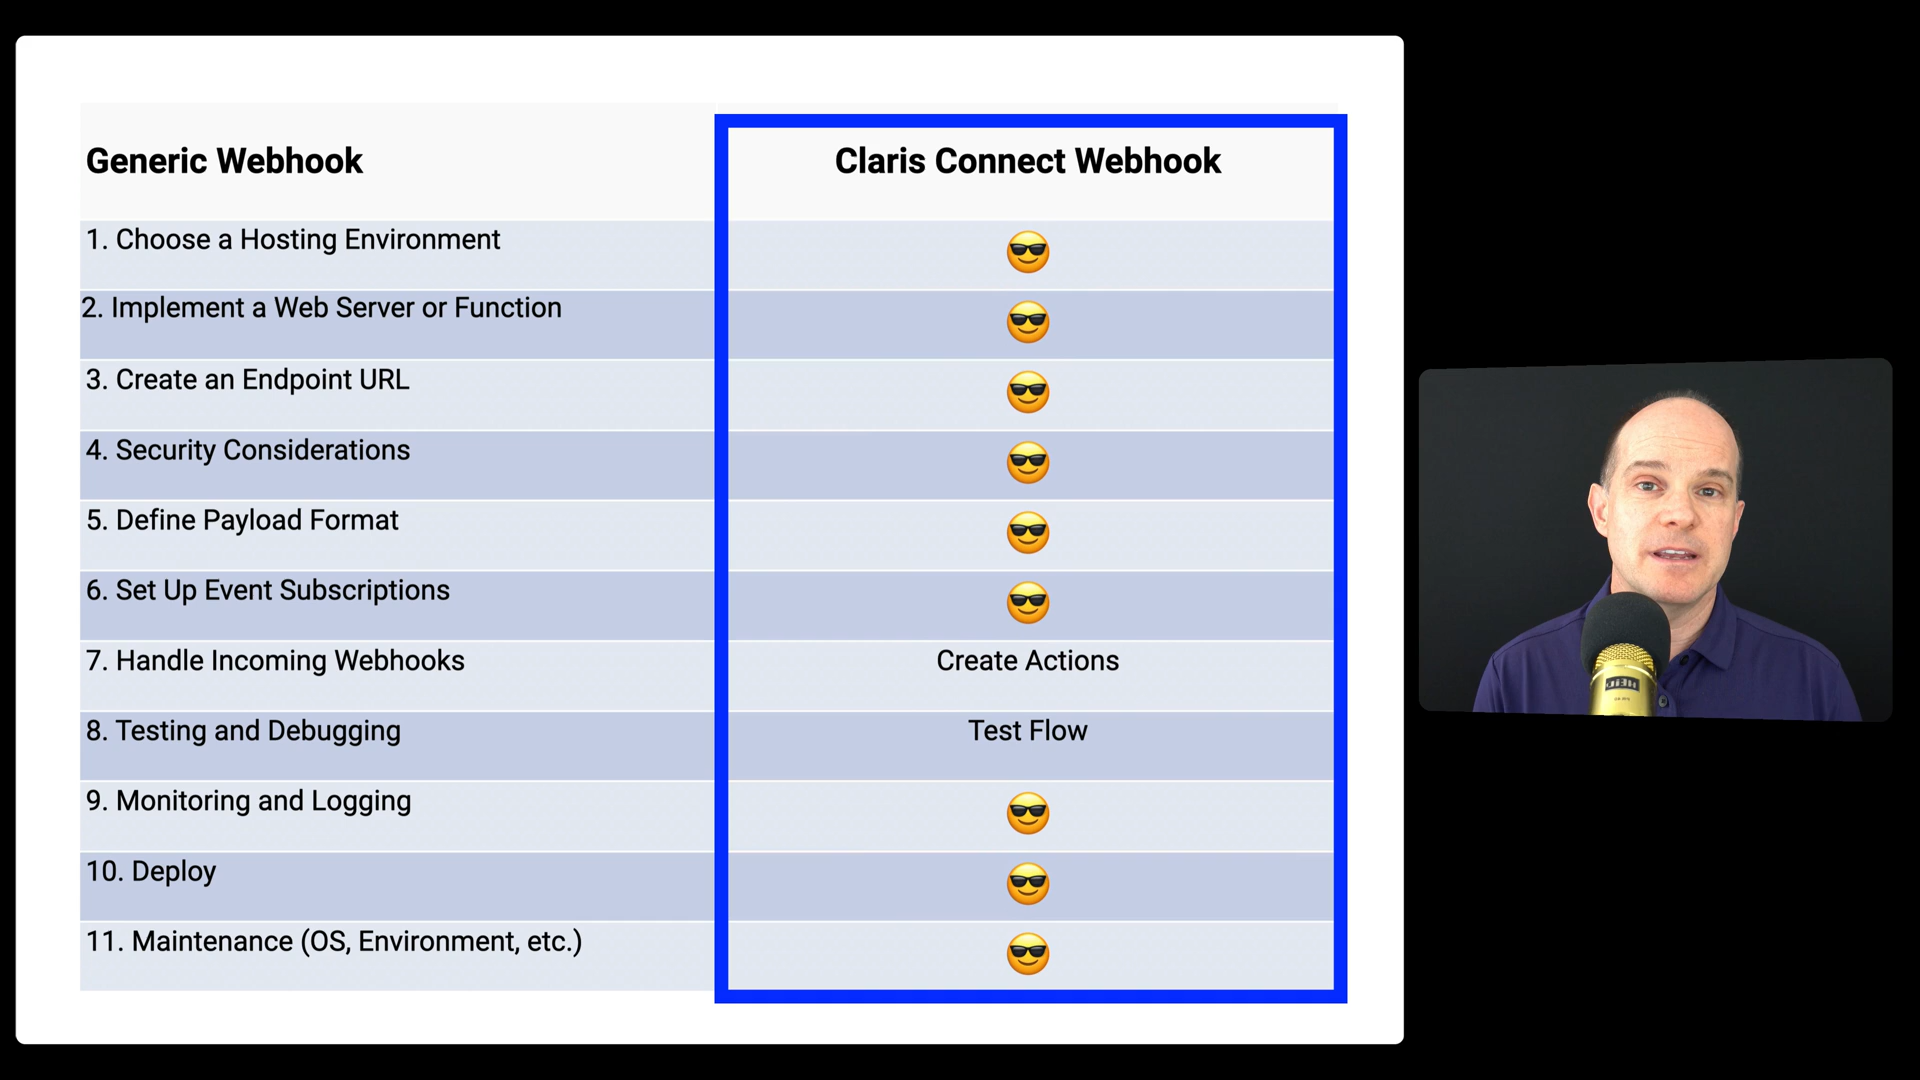 Generic Webhook
Claris Connect Webhook
1. Choose a Hosting Environment
2. Implement a Web Server or Function
3. Create an Endpoint URL
4. Security Considerations
5. Define Payload Format
6. Set Up Event Subscriptions
7. Handle Incoming Webhooks
Create Actions
8. Testing and Debugging
Test Flow
9. Monitoring and Logging
10. Deploy
11. Maintenance (OS, Environment, etc.)